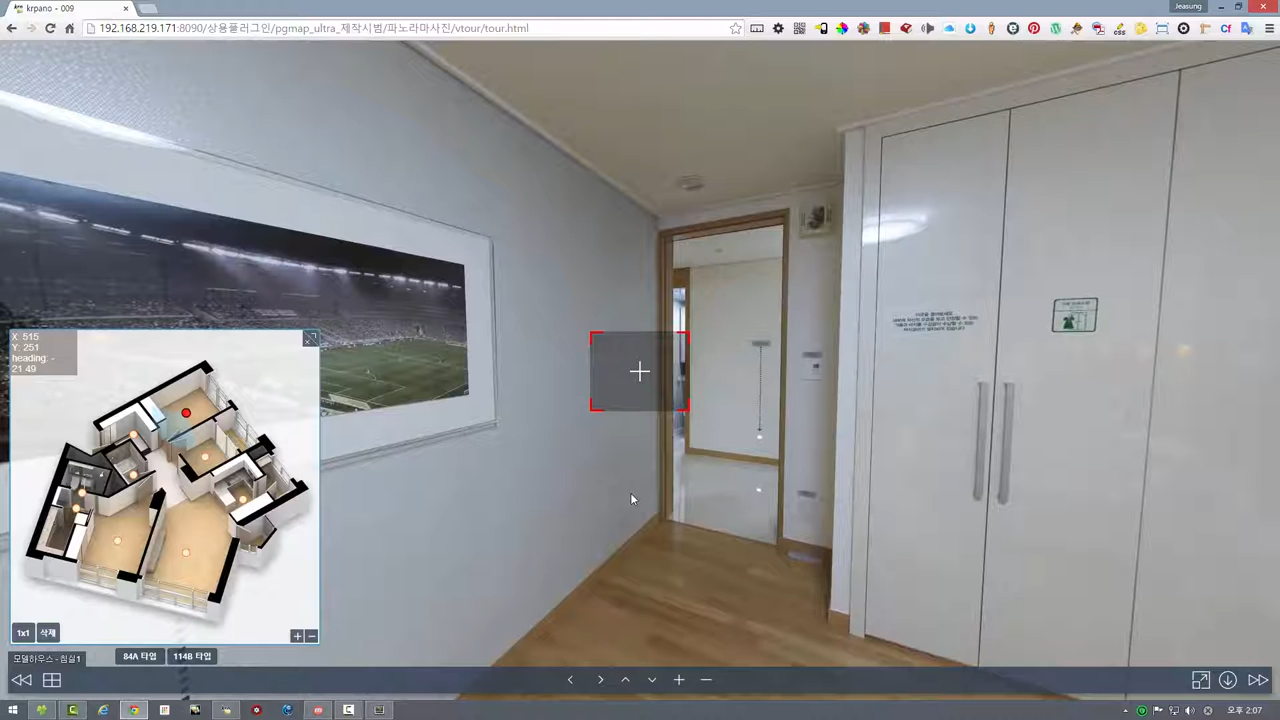 krpano - 009
Jeasung
192.168.219.171:8090/상용플러그인/pgmap_ultra_제작시범/파노라마사진/vtour/tour.html
X: 515
Y: 251
heading: -
21 49
1x1 삭제
84A 타입 114B 타입
모델하우스 - 침실1
오후 2:07